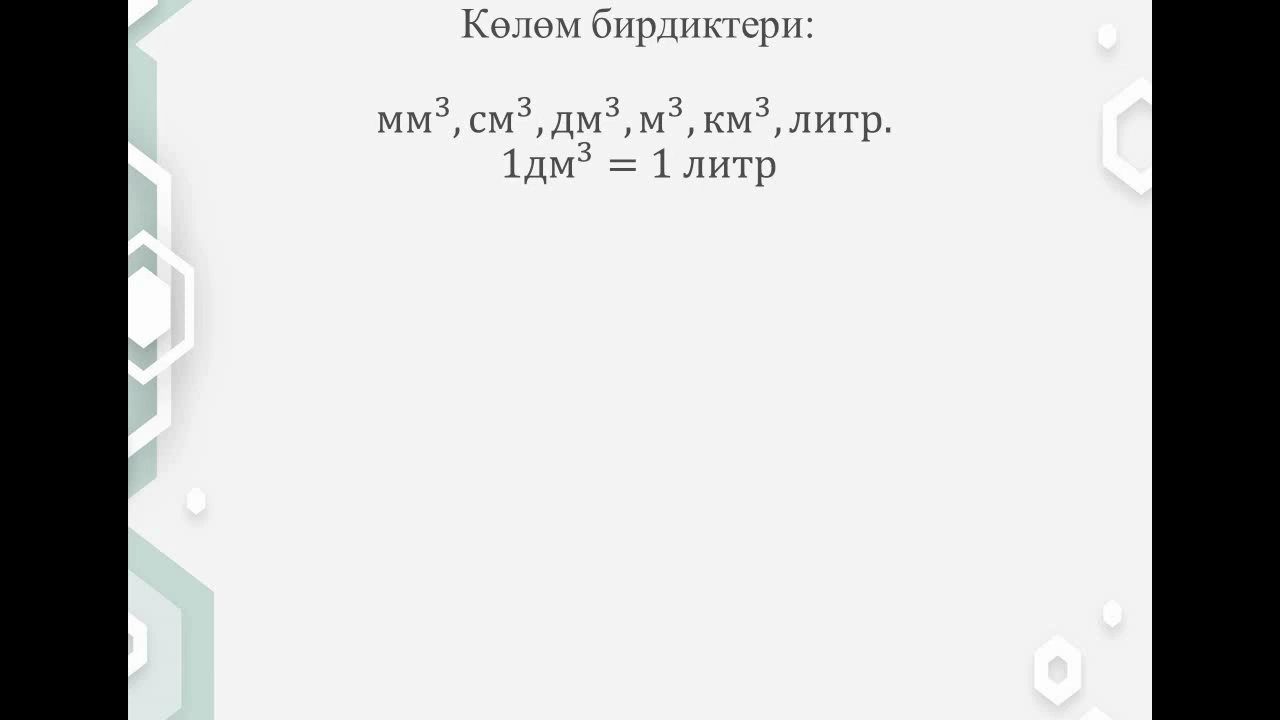 Көлөм бирдиктери:
мм³, см³, дм³, м³, км³, литр.
1дм³ = 1 литр